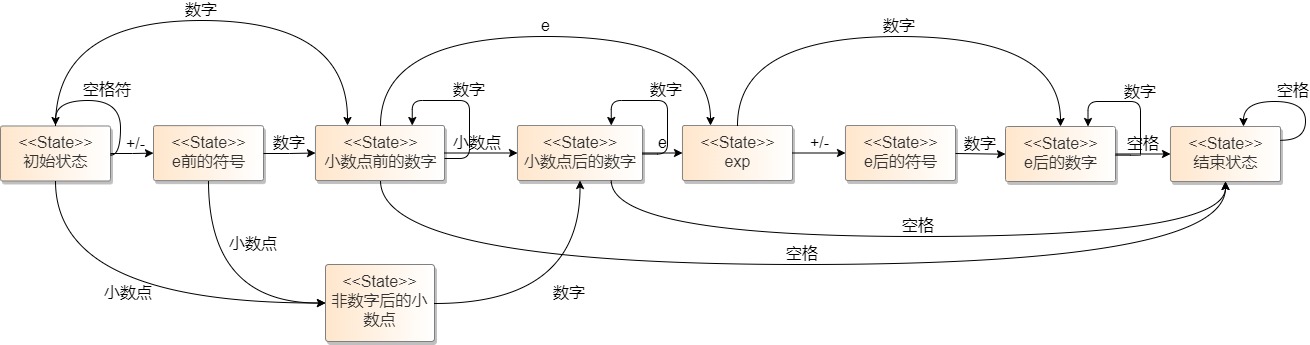 数字
e
数字
空格符
数字
数字
数字
空格
<<State>>
初始状态
+/-
<<State>>
e前的符号
数字
<<State>>
小数点前的数字
小数点
<<State>>
小数点后的数字
e
<<State>>
exp
+/-
<<State>>
e后的符号
数字
<<State>>
e后的数字
空格
<<State>>
结束状态
空格
小数点
空格
小数点
数字
<<State>>
非数字后的小
数点